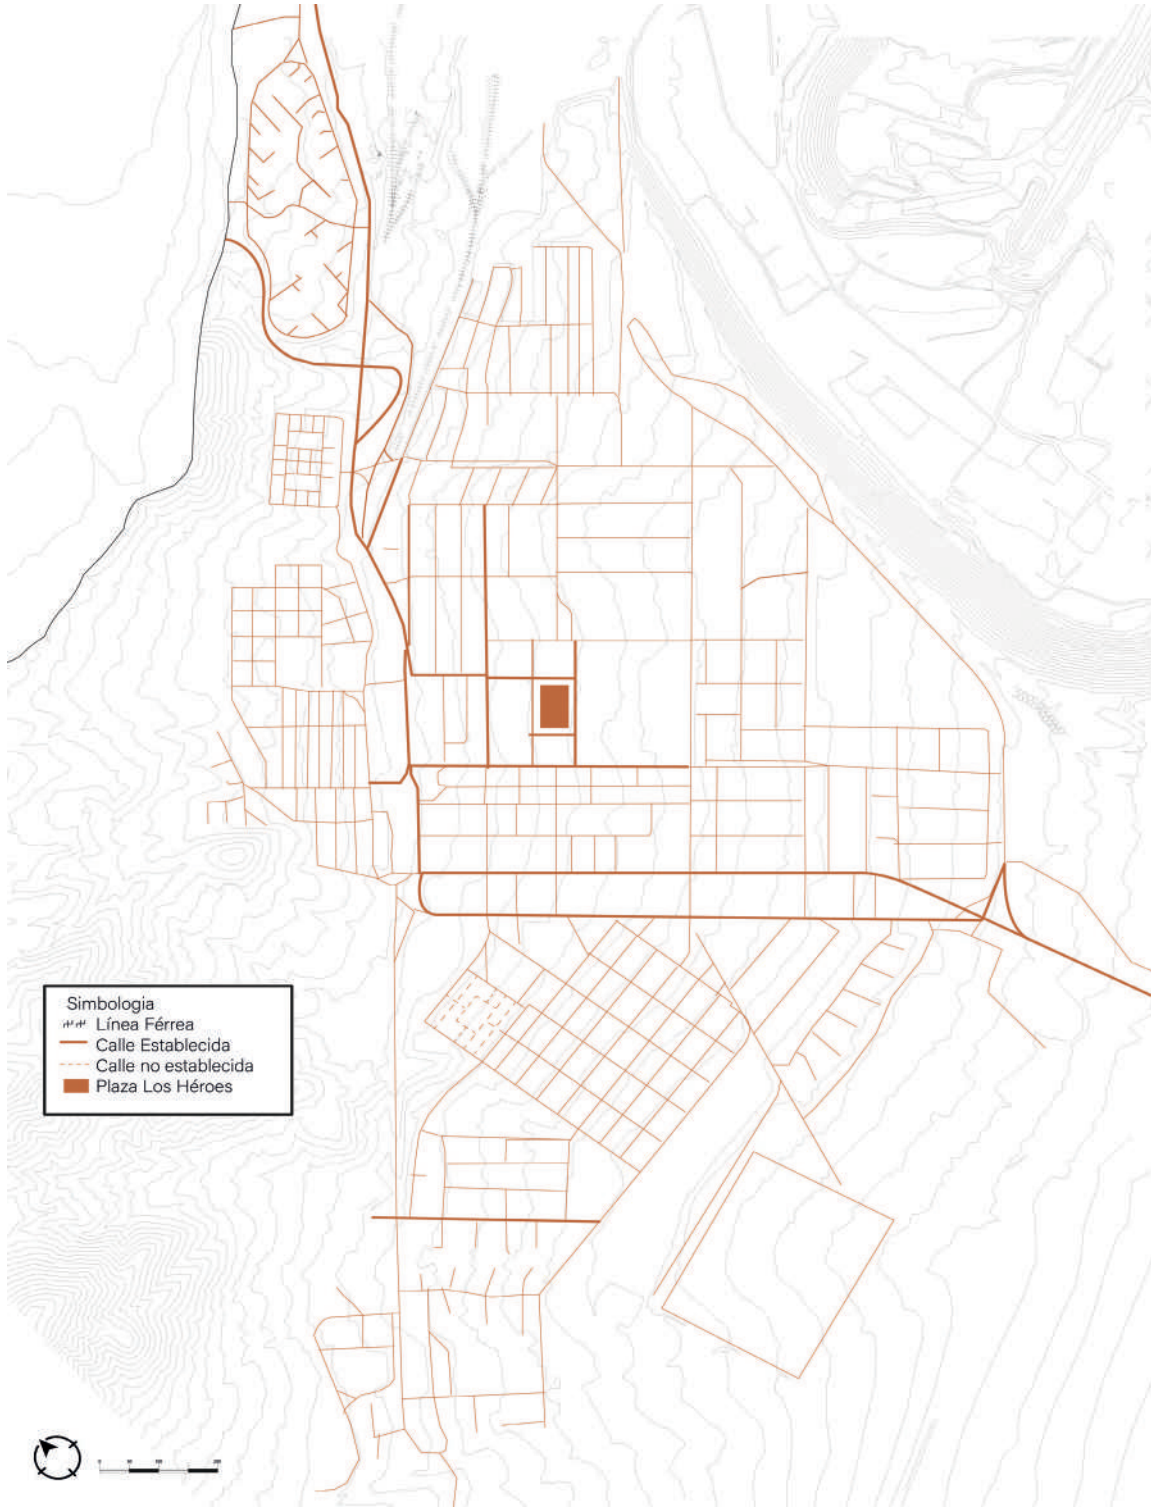 Simbologia
Línea Férrea
Calle Establecida
Calle no establecida
Plaza Los Héroes